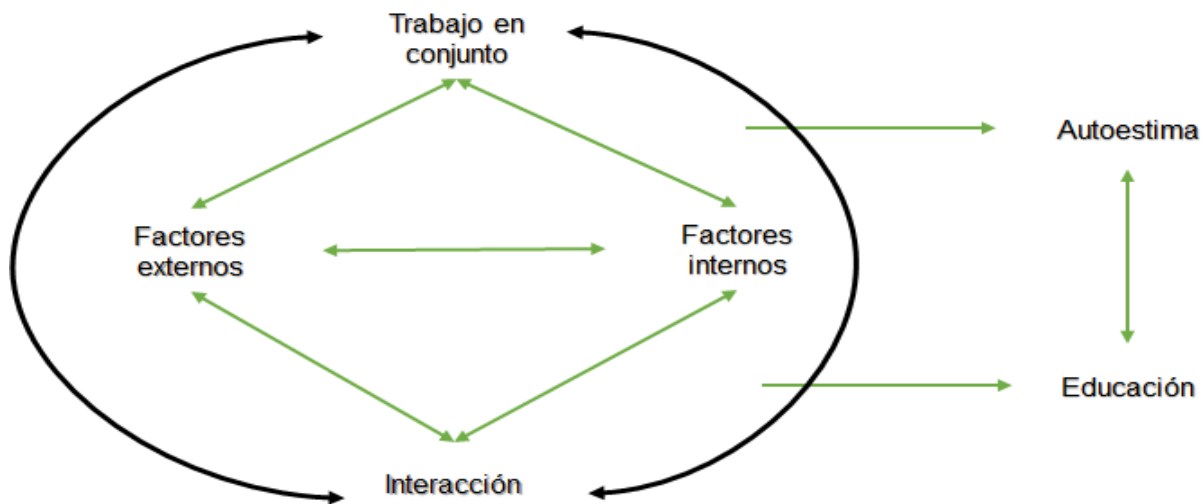 Trabajo en
conjunto
Autoestima
Factores
externos
Factores
internos
Educación
Interacción